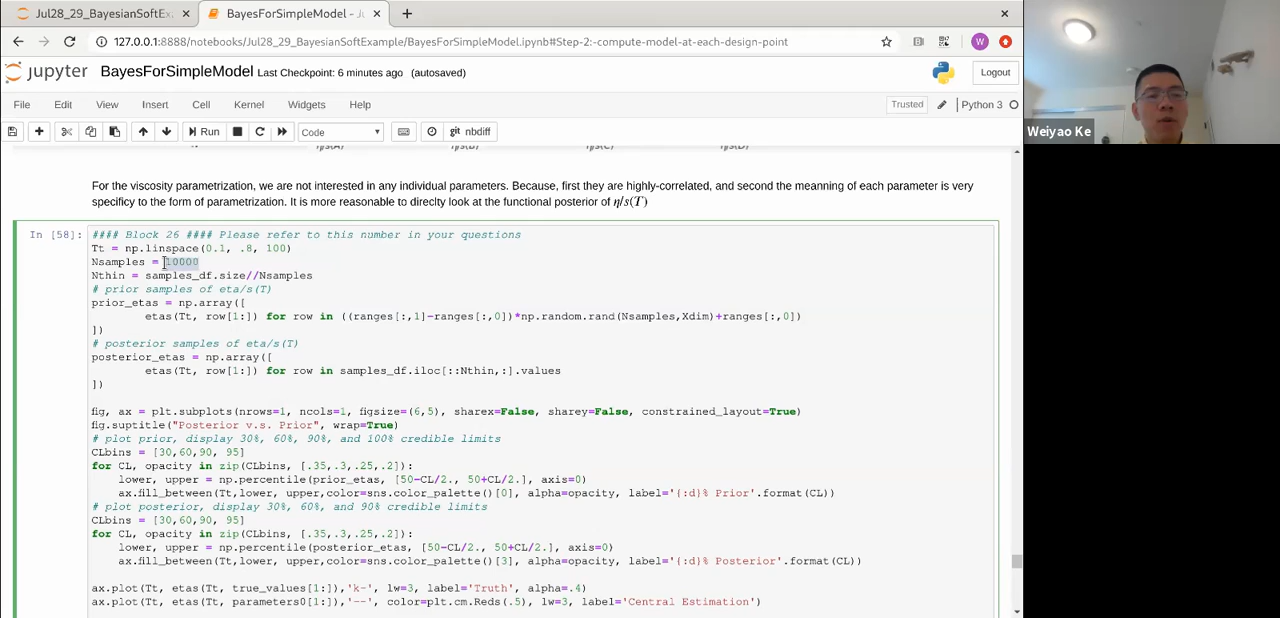 Jul28_29_BayesianSoftEx
BayesForSimpleModel - J
127.0.0.1:8888/notebooks/Jul28_29_BayesianSoftExample/BayesForSimpleModel.ipynb#Step-2:-compute-model-at-each-design-point
W
jupyter BayesForSimpleModel Last Checkpoint: 6 minutes ago (autosaved)
Logout
File Edit View Insert Cell Kernel Widgets Help
Trusted Python 3
Run Code nbdiff
git
η/s(A) η/s(B) η/s(C) η/s(D)
For the viscosity parametrization, we are not interested in any individual parameters. Because, first they are highly-correlated, and second the meanning of each parameter is very
specificy to the form of parametrization. It is more reasonable to direclty look at the functional posterior of η/s(T)
In [58]:
#### Block 26 #### Please refer to this number in your questions
Tt = np.linspace(0.1, .8, 100)
Nsamples = 10000
Nthin = samples_df.size//Nsamples
# prior samples of eta/s(T)
prior_etas = np.array([
etas(Tt, row[1:]) for row in ((ranges[:,1]-ranges[:,0])*np.random.rand(Nsamples,Xdim)+ranges[:,0])
])
# posterior samples of eta/s(T)
posterior_etas = np.array([
etas(Tt, row[1:]) for row in samples_df.iloc[::Nthin,:].values
])
fig, ax = plt.subplots(nrows=1, ncols=1, figsize=(6,5), sharex=False, sharey=False, constrained_layout=True)
fig.suptitle("Posterior v.s. Prior", wrap=True)
# plot prior, display 30%, 60%, 90%, and 100% credible limits
CLbins = [30,60,90, 95]
for CL, opacity in zip(CLbins, [.35,.3,.25,.2]):
lower, upper = np.percentile(prior_etas, [50-CL/2., 50+CL/2.], axis=0)
ax.fill_between(Tt,lower, upper,color=sns.color_palette()[0], alpha=opacity, label='{:d}% Prior'.format(CL))
# plot posterior, display 30%, 60%, and 90% credible limits
CLbins = [30,60,90, 95]
for CL, opacity in zip(CLbins, [.35,.3,.25,.2]):
lower, upper = np.percentile(posterior_etas, [50-CL/2., 50+CL/2.], axis=0)
ax.fill_between(Tt,lower, upper,color=sns.color_palette()[3], alpha=opacity, label='{:d}% Posterior'.format(CL))
ax.plot(Tt, etas(Tt, true_values[1:]),'k-', lw=3, label='Truth', alpha=.4)
ax.plot(Tt, etas(Tt, parameters0[1:]),'--', color=plt.cm.Reds(.5), lw=3, label='Central Estimation')
Weiyao Ke